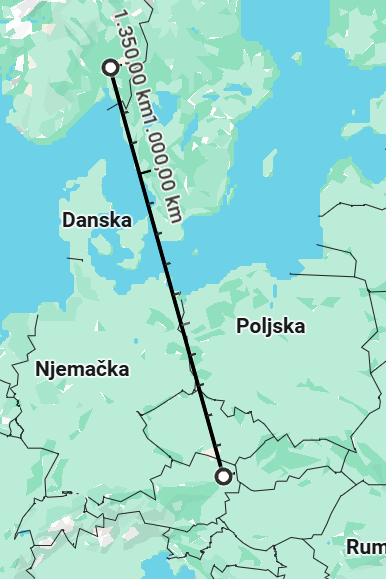 1.350,00 km
1.000,00 km
Danska
Poljska
Njemačka
Rum